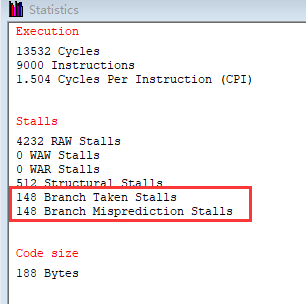 Statistics
Execution
13532 Cycles
9000 Instructions
1.504 Cycles Per Instruction (CPI)
Stalls
4232 RAW Stalls
0 WAW Stalls
0 WAR Stalls
512 Structural Stalls
148 Branch Taken Stalls
148 Branch Misprediction Stalls
Code size
188 Bytes